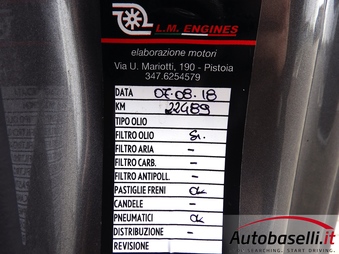 L.M. ENGINES
elaborazione motori
Via U. Mariotti, 190 - Pistoia
347.6254579
DATA 07.08.18
KM 22489
TIPO OLIO
FILTRO OLIO Si.
FILTRO ARIA -
FILTRO CARB. -
FILTRO ANTIPOLL. -
PASTIGLIE FRENI ok
CANDELE -
PNEUMATICI ok
DISTRIBUZIONE -
REVISIONE
Autobaselli.it